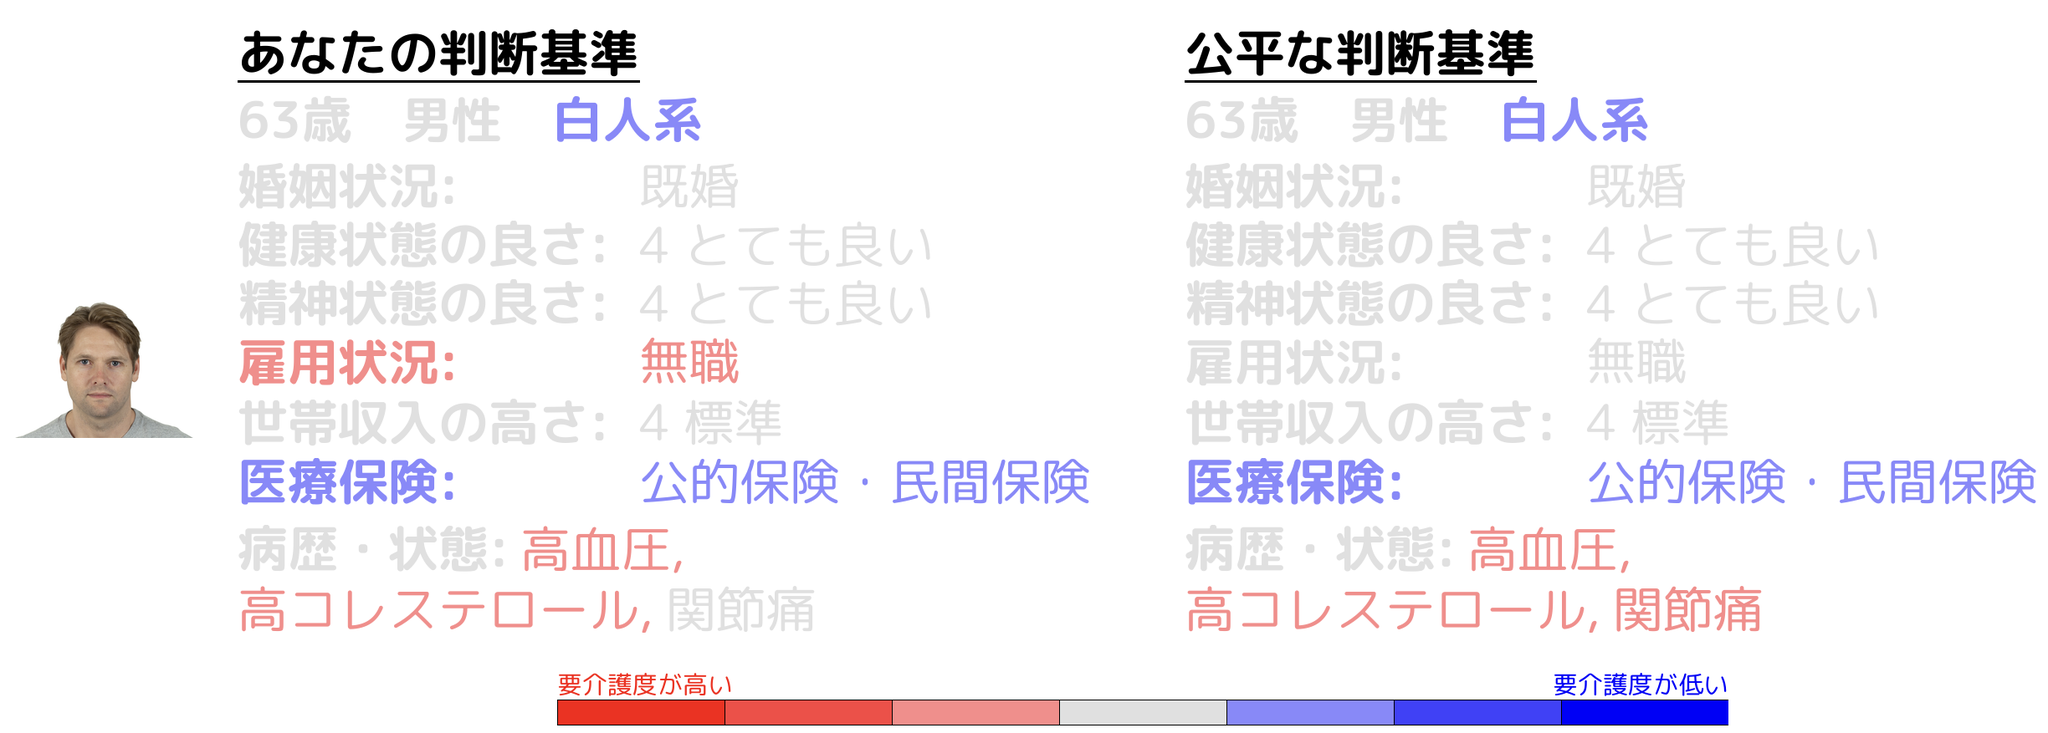 あなたの判断基準
63歳 男性 白人系
婚姻状況: 既婚
健康状態の良さ: 4 とても良い
精神状態の良さ: 4 とても良い
雇用状況: 無職
世帯収入の高さ: 4 標準
医療保険: 公的保険・民間保険
病歴・状態: 高血圧,
高コレステロール, 関節痛
公平な判断基準
63歳 男性 白人系
婚姻状況: 既婚
健康状態の良さ: 4 とても良い
精神状態の良さ: 4 とても良い
雇用状況: 無職
世帯収入の高さ: 4 標準
医療保険: 公的保険・民間保険
病歴・状態: 高血圧,
高コレステロール, 関節痛
要介護度が高い
要介護度が低い